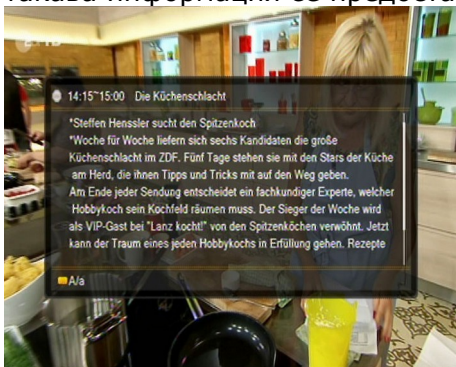 14:15~15:00 Die Küchenschlacht
*Steffen Henssler sucht den Spitzenkoch
*Woche für Woche liefern sich sechs Kandidaten die große
Küchenschlacht im ZDF. Fünf Tage stehen sie mit den Stars der Küche
am Herd, die ihnen Tipps und Tricks mit auf den Weg geben.
Am Ende jeder Sendung entscheidet ein fachkundiger Experte, welcher
Hobbykoch sein Kochfeld räumen muss. Der Sieger der Woche wird
als VIP-Gast bei "Lanz kocht!" von den Spitzenköchen verwöhnt. Jetzt
kann der Traum eines jeden Hobbykochs in Erfüllung gehen. Rezepte
A/a